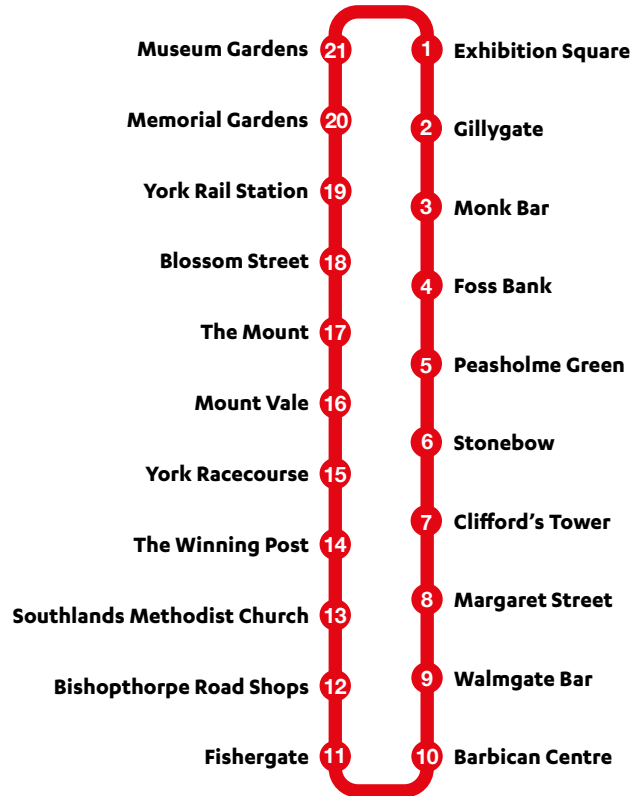 Museum Gardens 21 1 Exhibition Square
Memorial Gardens 20 2 Gillygate
York Rail Station 19 3 Monk Bar
Blossom Street 18 4 Foss Bank
The Mount 17 5 Peasholme Green
Mount Vale 16 6 Stonebow
York Racecourse 15 7 Clifford's Tower
The Winning Post 14 8 Margaret Street
Southlands Methodist Church 13 9 Walmgate Bar
Bishopthorpe Road Shops 12
Fishergate 11 10 Barbican Centre